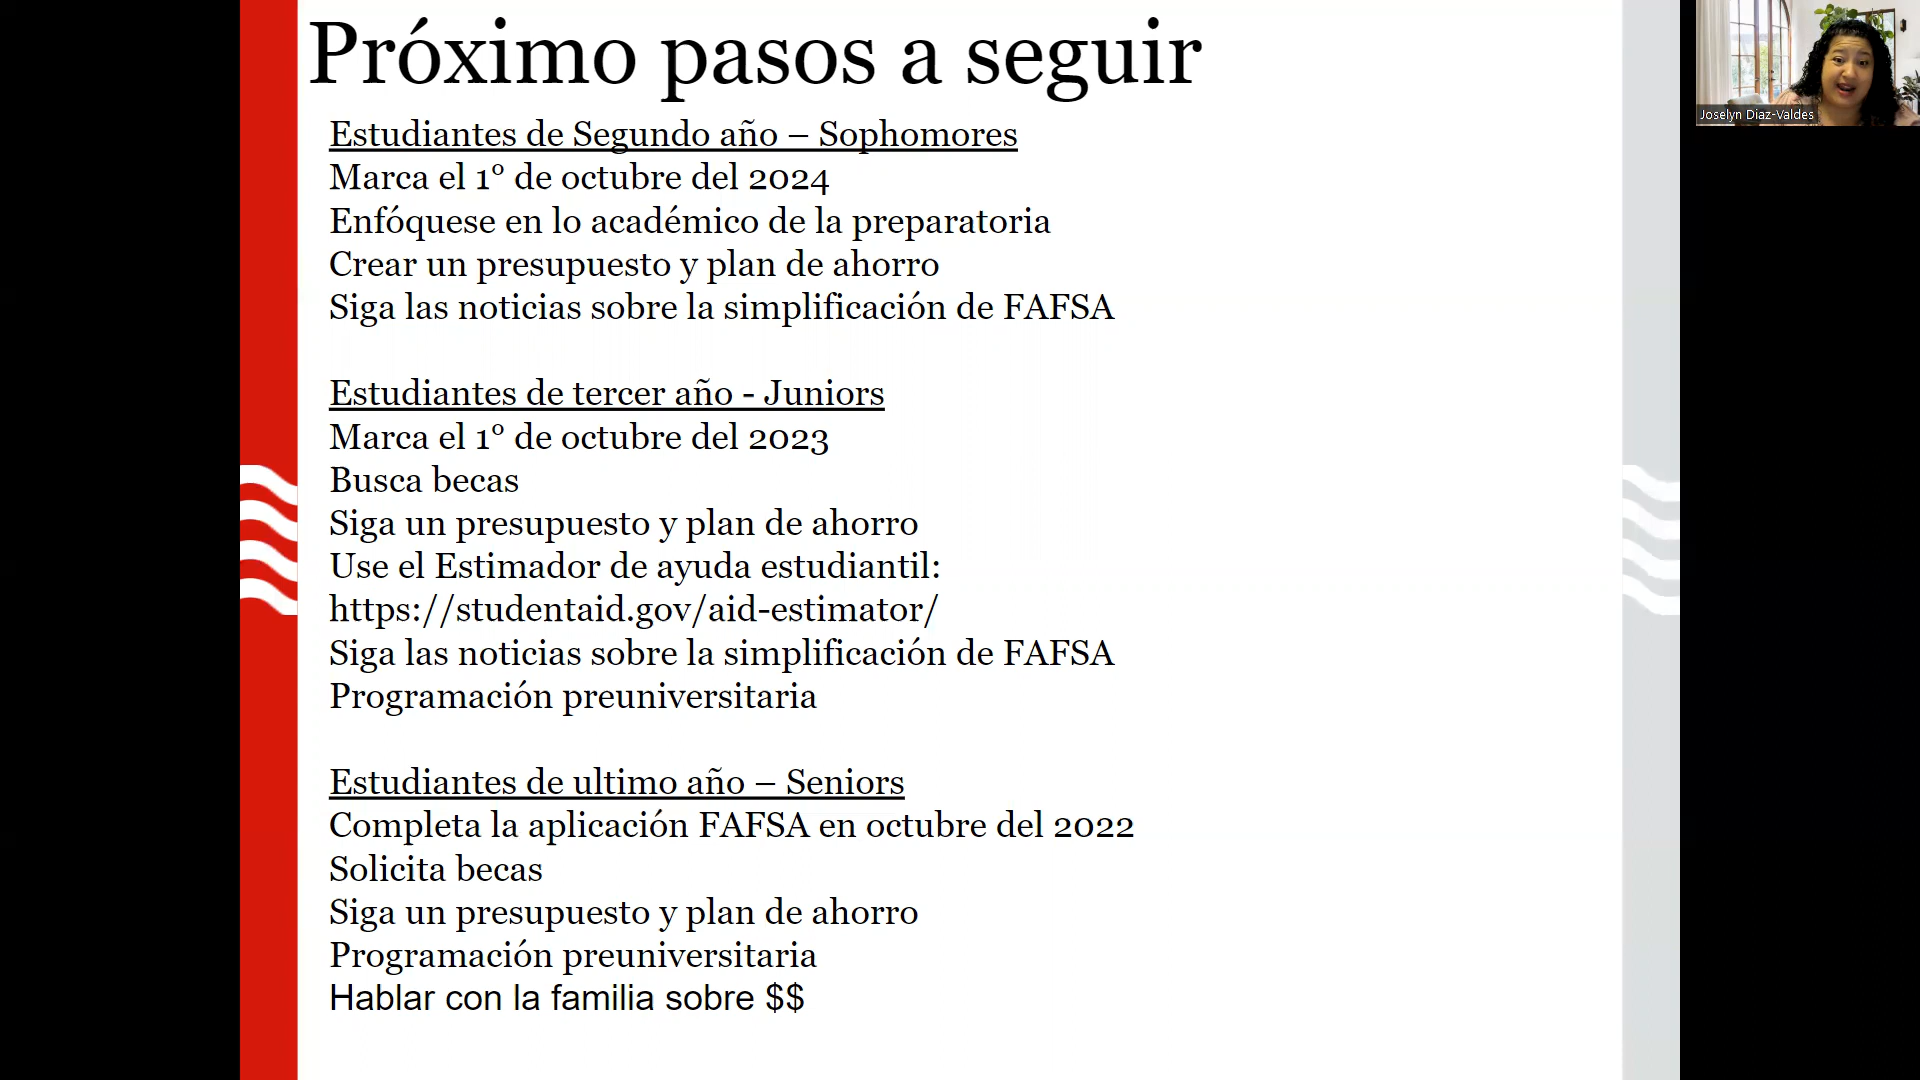 Próximo pasos a seguir
Estudiantes de Segundo año – Sophomores
Marca el 1° de octubre del 2024
Enfóquese en lo académico de la preparatoria
Crear un presupuesto y plan de ahorro
Siga las noticias sobre la simplificación de FAFSA
Estudiantes de tercer año - Juniors
Marca el 1° de octubre del 2023
Busca becas
Siga un presupuesto y plan de ahorro
Use el Estimador de ayuda estudiantil:
https://studentaid.gov/aid-estimator/
Siga las noticias sobre la simplificación de FAFSA
Programación preuniversitaria
Estudiantes de ultimo año – Seniors
Completa la aplicación FAFSA en octubre del 2022
Solicita becas
Siga un presupuesto y plan de ahorro
Programación preuniversitaria
Hablar con la familia sobre $$
Joselyn Diaz-Valdes